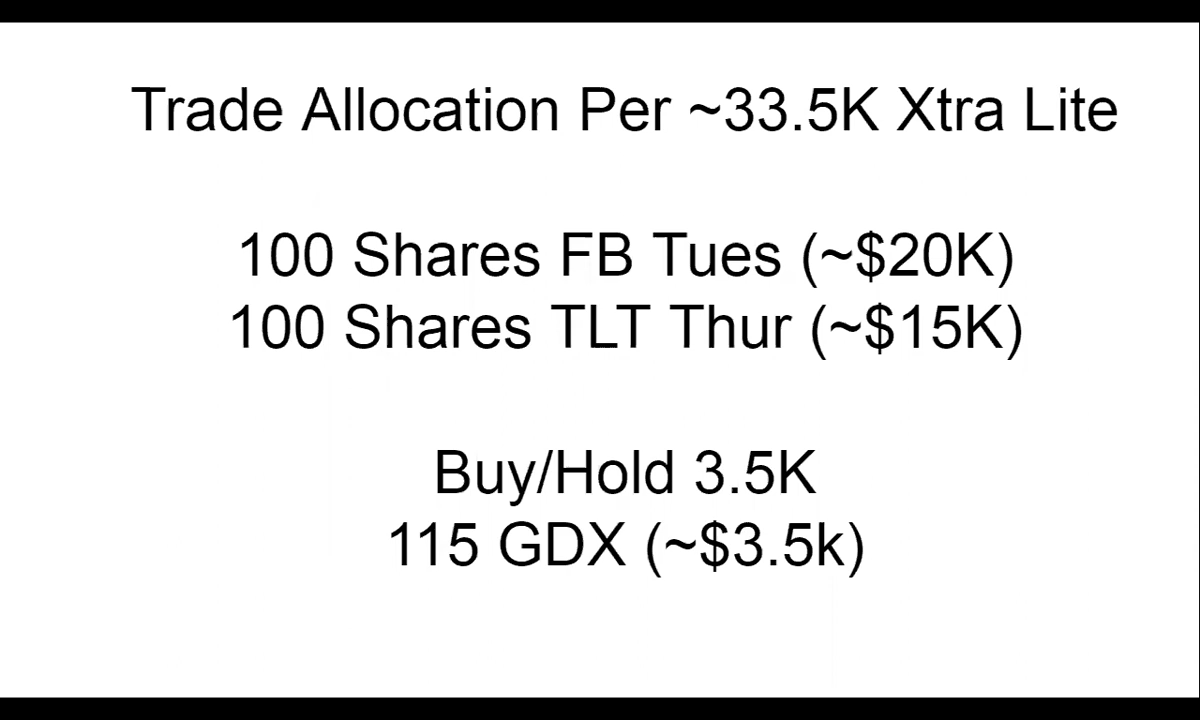 Trade Allocation Per ~33.5K Xtra Lite
100 Shares FB Tues (~$20K)
100 Shares TLT Thur (~$15K)
Buy/Hold 3.5K
115 GDX (~$3.5k)